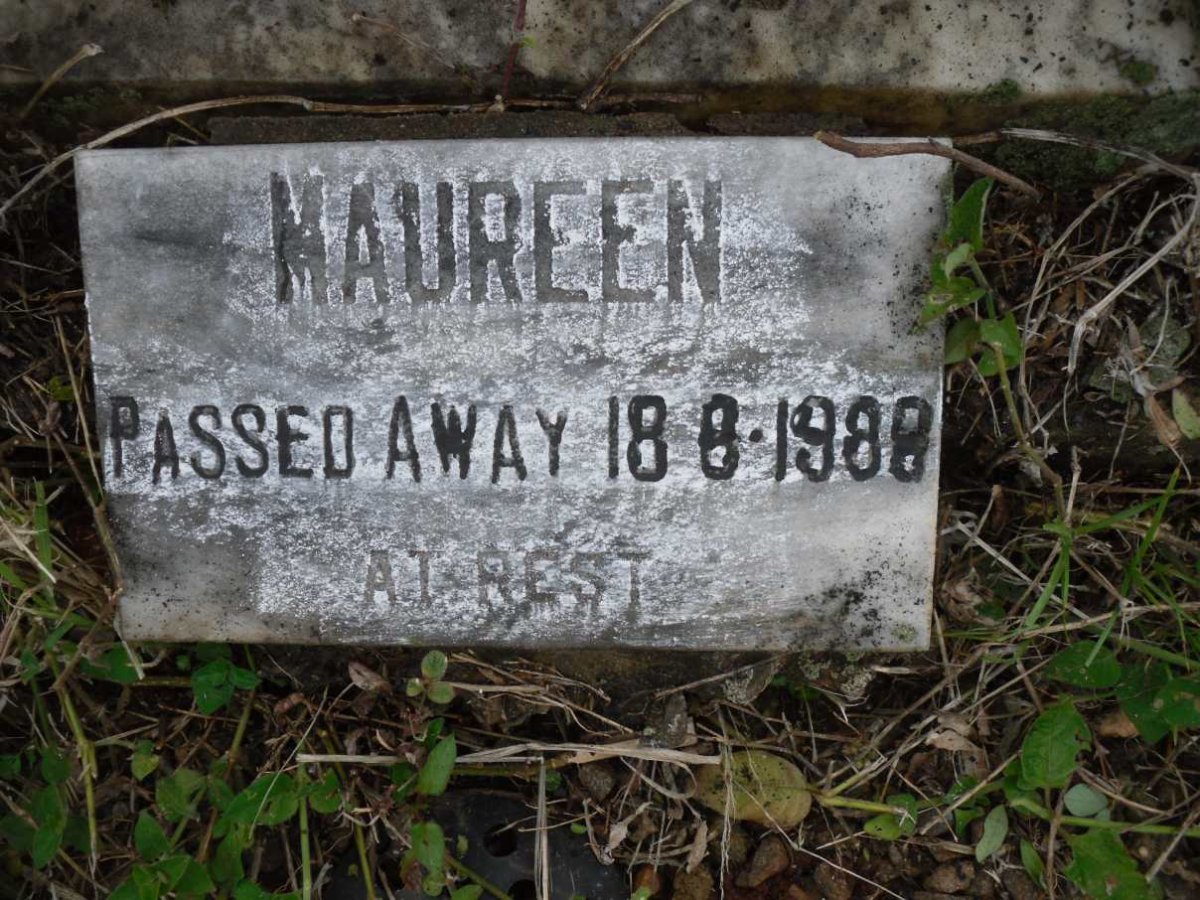 MAUREEN
PASSED AWAY 18 8·1988
AT REST